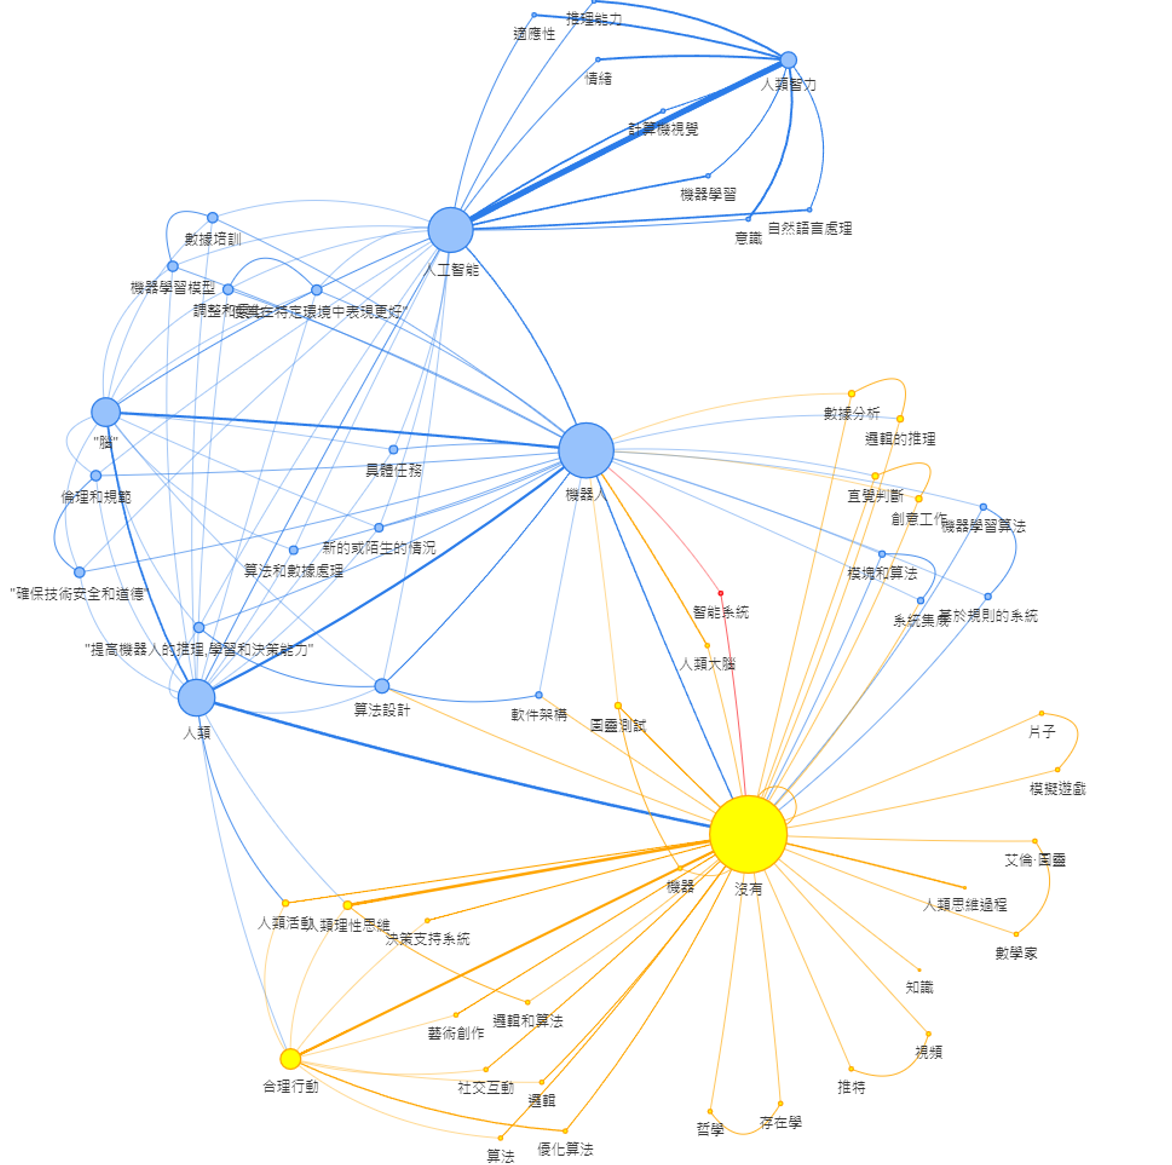 推理能力
適應性
情緒
人類智力
計算機視覺
機器學習
意識
自然語言處理
數據培訓
人工智能
機器學習模型
調整和
在特定環境中表現更好"
數據分析
"腦"
邏輯的推理
具體任務
倫理和規範
機器人
直覺判斷
創意工作
機器學習算法
新的或陌生的情況
算法和數據處理
模塊和算法
"確保技術安全和道德"
智能系統
系統集成
基於規則的系統
"提高機器人的推理,學習和決策能力"
人類大腦
算法設計
軟件架構
圖靈測試
人類
片子
模擬遊戲
艾倫·圖靈
機器
沒有
人類思維過程
人類活動
人類理性思維
決策支持系統
數學家
知識
邏輯和算法
藝術創作
視頻
合理行動
社交互動
推特
邏輯
哲學
存在學
優化算法
算法